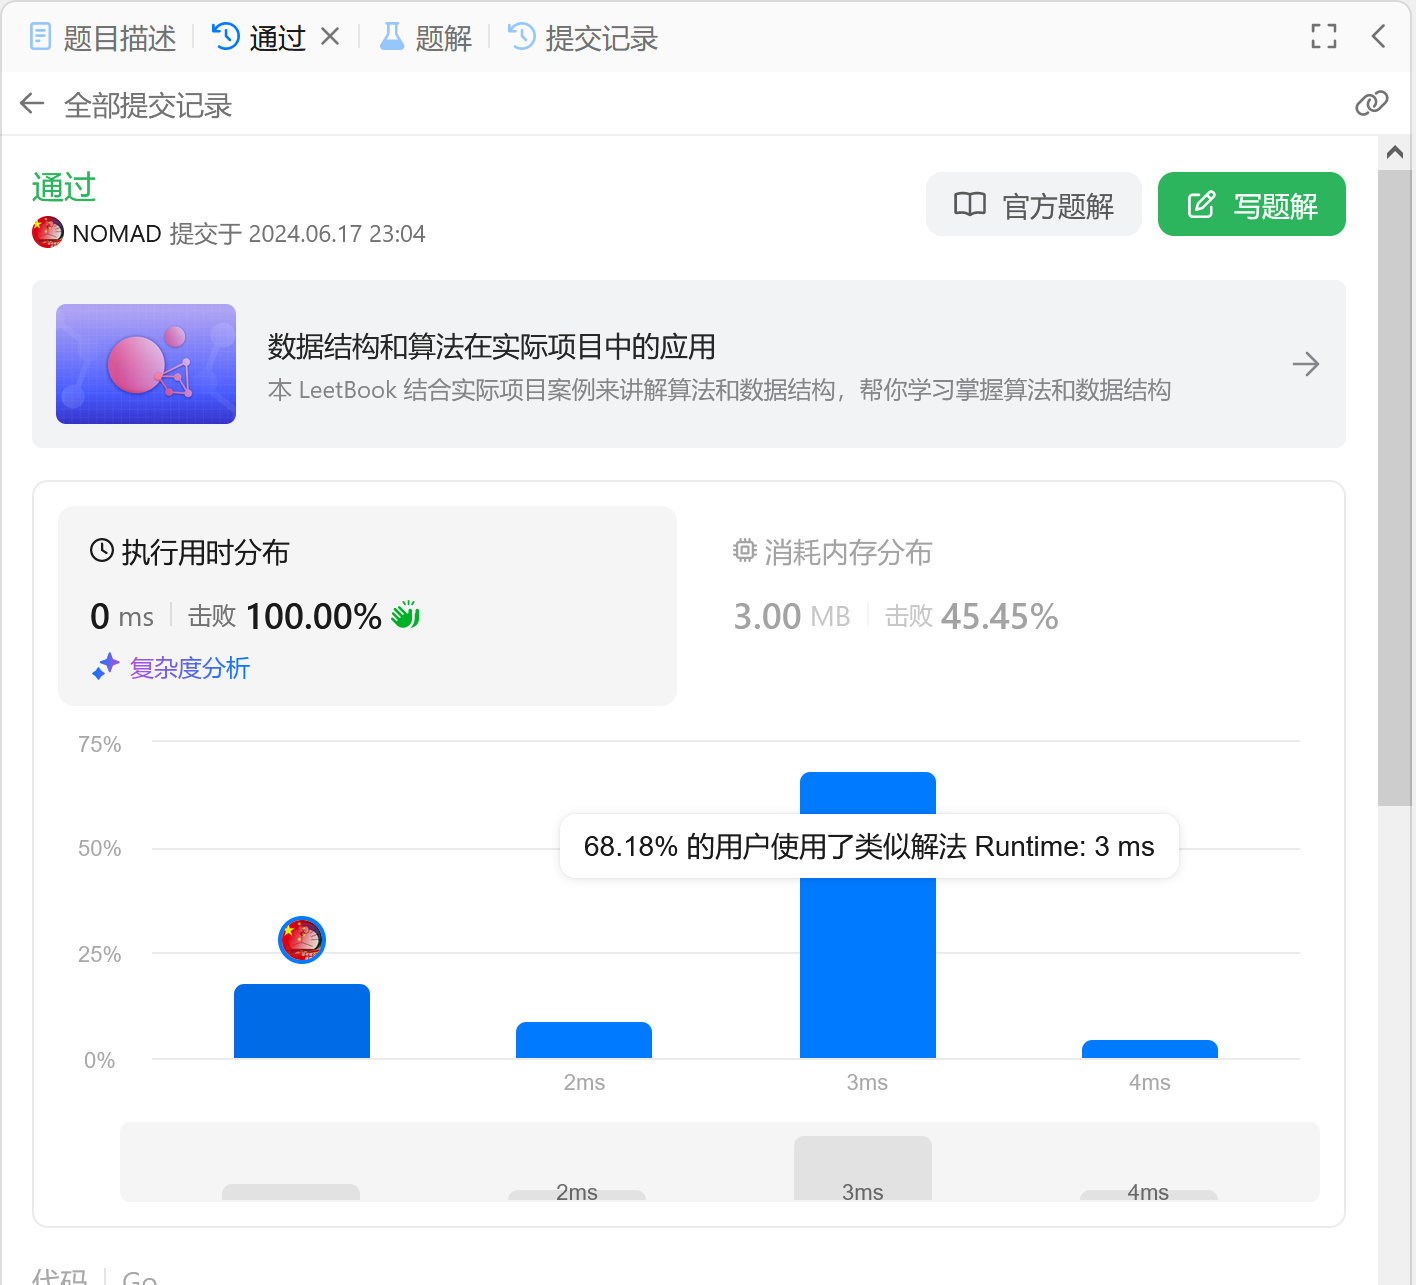 题目描述
通过
题解
提交记录
全部提交记录
通过
NOMAD 提交于 2024.06.17 23:04
官方题解
写题解
数据结构和算法在实际项目中的应用
本 LeetBook 结合实际项目案例来讲解算法和数据结构，帮你学习掌握算法和数据结构
执行用时分布
0 ms 击败 100.00%
复杂度分析
消耗内存分布
3.00 MB 击败 45.45%
75%
50%
25%
0%
68.18% 的用户使用了类似解法 Runtime: 3 ms
2ms
3ms
4ms
2ms
3ms
4ms
代码 Go